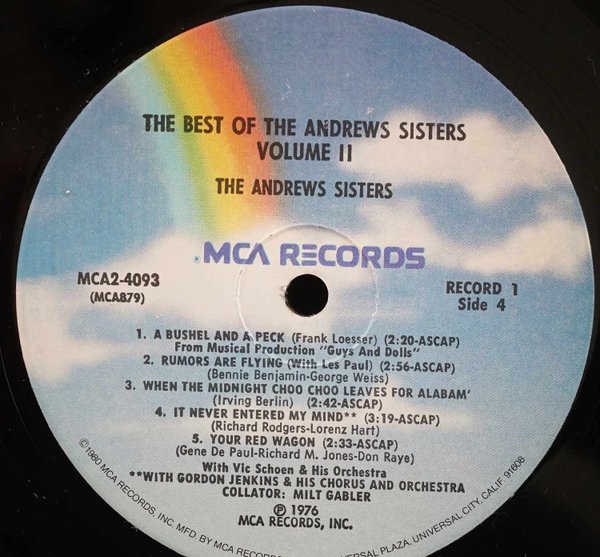 THE BEST OF THE ANDREWS SISTERS
VOLUME II
THE ANDREWS SISTERS
MCA RECORDS
MCA2-4093
(MCA879)
RECORD 1
Side 4
1. A BUSHEL AND A PECK (Frank Loesser) (2:20-ASCAP)
From Musical Production "Guys And Dolls"
2. RUMORS ARE FLYING (With Les Paul) (2:56-ASCAP)
(Bennie Benjamin-George Weiss)
3. WHEN THE MIDNIGHT CHOO CHOO LEAVES FOR ALABAM'
(Irving Berlin) (2:42-ASCAP)
4. IT NEVER ENTERED MY MIND** (3:19-ASCAP)
(Richard Rodgers-Lorenz Hart)
5. YOUR RED WAGON (2:33-ASCAP)
(Gene De Paul-Richard M. Jones-Don Raye)
With Vic Schoen & His Orchestra
**WITH GORDON JENKINS & HIS CHORUS AND ORCHESTRA
COLLATOR: MILT GABLER
℗ 1976
MCA RECORDS, INC.
©1980 MCA RECORDS, INC. MFD. BY MCA RECORDS UNIVERSAL PLAZA, UNIVERSAL CITY, CALIF. 91608